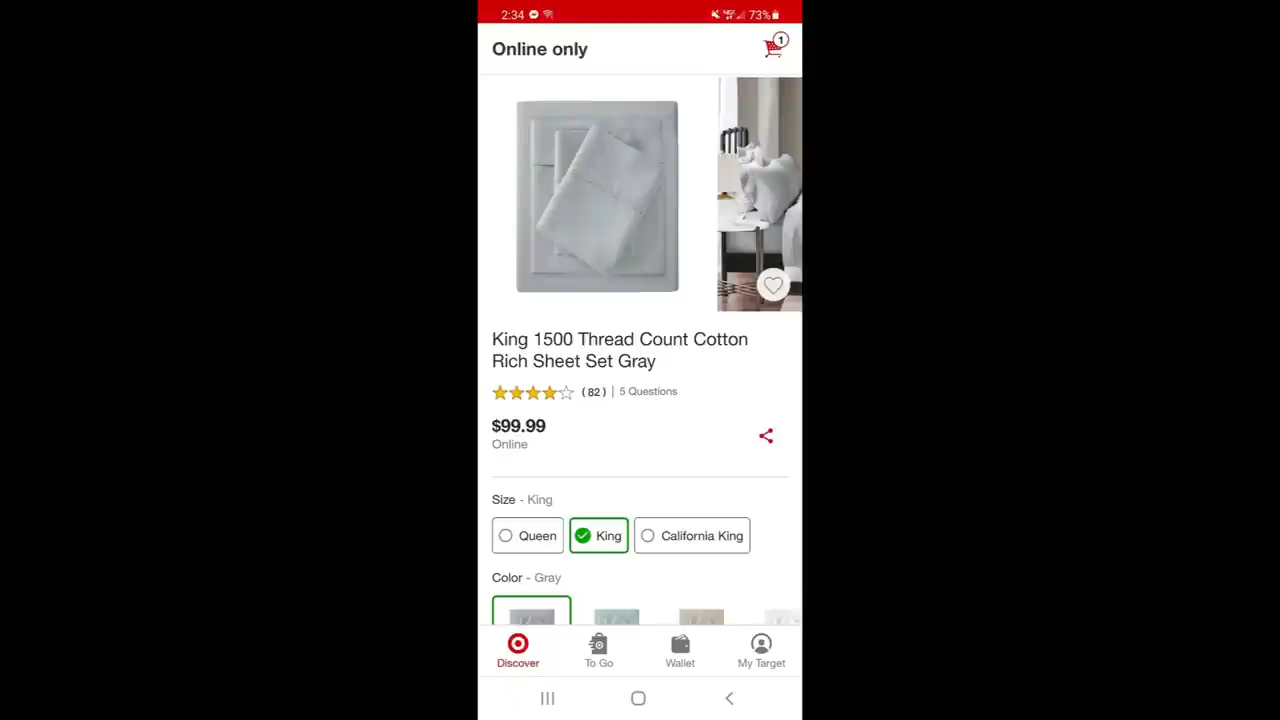 2:34 73%
Online only
1
King 1500 Thread Count Cotton
Rich Sheet Set Gray
( 82 ) | 5 Questions
$99.99
Online
Size - King
Queen King California King
Color - Gray
Discover To Go Wallet My Target